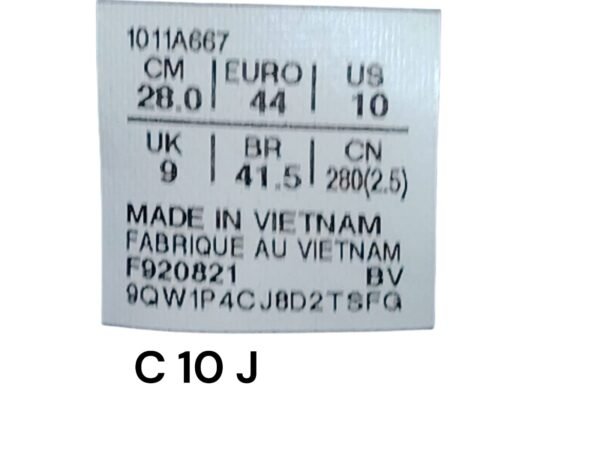 1011A667
CM | EURO | US
28.0 | 44 | 10
UK | BR | CN
9 | 41.5 | 280(2.5)
MADE IN VIETNAM
FABRIQUE AU VIETNAM
F920821 BV
9QW1P4CJ8D2TSFQ
C 10 J